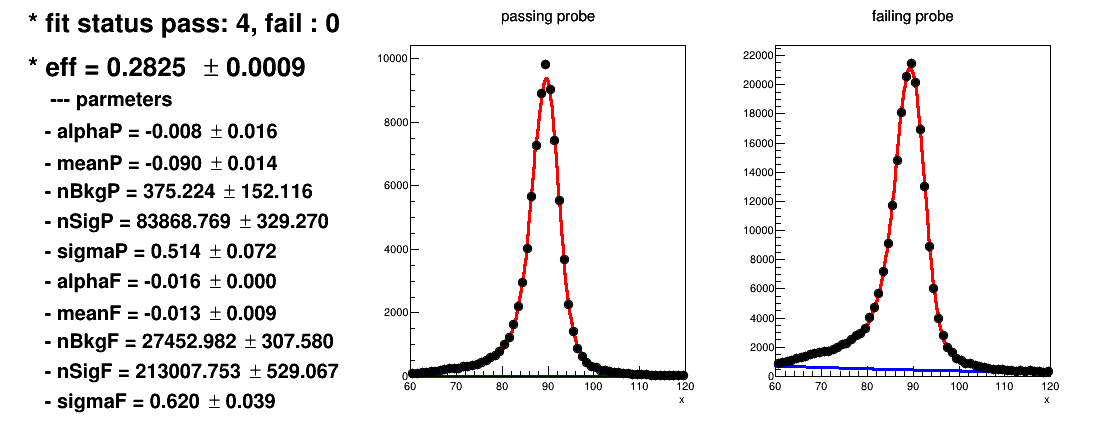 * fit status pass: 4, fail : 0
* eff = 0.2825 ± 0.0009
--- parmeters
- alphaP = -0.008 ± 0.016
- meanP = -0.090 ± 0.014
- nBkgP = 375.224 ± 152.116
- nSigP = 83868.769 ± 329.270
- sigmaP = 0.514 ± 0.072
- alphaF = -0.016 ± 0.000
- meanF = -0.013 ± 0.009
- nBkgF = 27452.982 ± 307.580
- nSigF = 213007.753 ± 529.067
- sigmaF = 0.620 ± 0.039
passing probe
10000
8000
6000
4000
2000
0
60 70 80 90 100 110 120
x
failing probe
22000
20000
18000
16000
14000
12000
10000
8000
6000
4000
2000
0
60 70 80 90 100 110 120
x